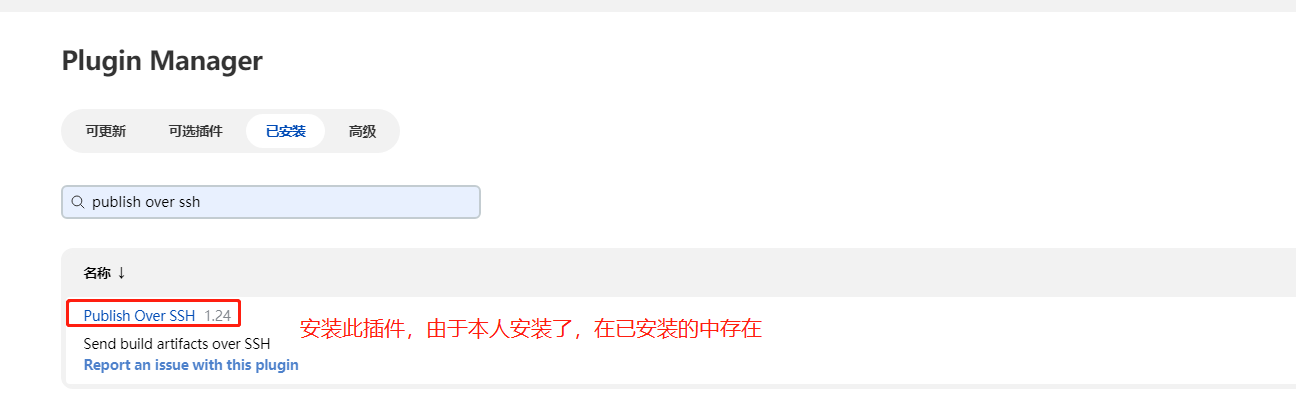 Plugin Manager
可更新 可选插件 已安装 高级
publish over ssh
名称 ↓
Publish Over SSH 1.24
安装此插件，由于本人安装了，在已安装的中存在
Send build artifacts over SSH
Report an issue with this plugin